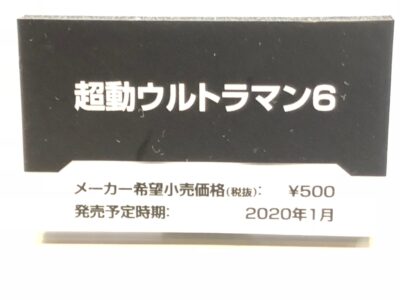 超動ウルトラマン6
メーカー希望小売価格(税抜): ¥500
発売予定時期: 2020年1月